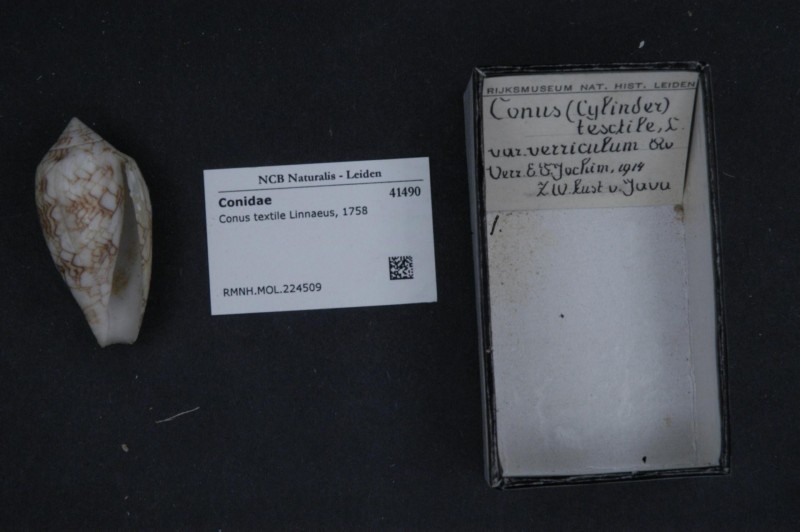 NCB Naturalis - Leiden
41490
Conidae
Conus textile Linnaeus, 1758
RMNH.MOL.224509
RIJKSMUSEUM NAT. HIST. LEIDEN
Conus (Cylinder)
tesctile, L.
var. verriculum Rv
Verz. E. W. Jochim, 1914
Z W Kust v. Java
1.